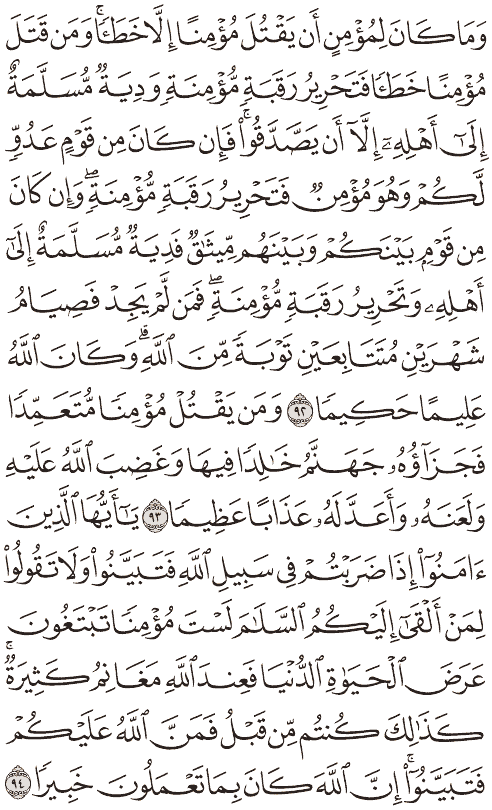 وَمَا كَانَ لِمُؤْمِنٍ أَن يَقْتُلَ مُؤْمِنًا إِلَّا خَطَـًٔاۚ وَمَن قَتَلَ
مُؤْمِنًا خَطَـًٔا فَتَحْرِيرُ رَقَبَةٍ مُّؤْمِنَةٍ وَدِيَةٌ مُّسَلَّمَةٌ
إِلَىٰٓ أَهْلِهِۦٓ إِلَّآ أَن يَصَّدَّقُوا۟ۚ فَإِن كَانَ مِن قَوْمٍ عَدُوٍّ
لَّكُمْ وَهُوَ مُؤْمِنٌ فَتَحْرِيرُ رَقَبَةٍ مُّؤْمِنَةٍۖ وَإِن كَانَ
مِن قَوْمٍۭ بَيْنَكُمْ وَبَيْنَهُم مِّيثَٰقٌ فَدِيَةٌ مُّسَلَّمَةٌ إِلَىٰٓ
أَهْلِهِۦ وَتَحْرِيرُ رَقَبَةٍ مُّؤْمِنَةٍۖ فَمَن لَّمْ يَجِدْ فَصِيَامُ
شَهْرَيْنِ مُتَتَابِعَيْنِ تَوْبَةً مِّنَ ٱللَّهِۗ وَكَانَ ٱللَّهُ
عَلِيمًا حَكِيمًا ٩٢ وَمَن يَقْتُلْ مُؤْمِنًا مُّتَعَمِّدًا
فَجَزَآؤُهُۥ جَهَنَّمُ خَٰلِدًا فِيهَا وَغَضِبَ ٱللَّهُ عَلَيْهِ
وَلَعَنَهُۥ وَأَعَدَّ لَهُۥ عَذَابًا عَظِيمًا ٩٣ يَٰٓأَيُّهَا ٱلَّذِينَ
ءَامَنُوٓا۟ إِذَا ضَرَبْتُمْ فِى سَبِيلِ ٱللَّهِ فَتَبَيَّنُوا۟ وَلَا تَقُولُوا۟
لِمَنْ أَلْقَىٰٓ إِلَيْكُمُ ٱلسَّلَٰمَ لَسْتَ مُؤْمِنًا تَبْتَغُونَ
عَرَضَ ٱلْحَيَوٰةِ ٱلدُّنْيَا فَعِندَ ٱللَّهِ مَغَانِمُ كَثِيرَةٌۚ
كَذَٰلِكَ كُنتُم مِّن قَبْلُ فَمَنَّ ٱللَّهُ عَلَيْكُمْ
فَتَبَيَّنُوٓا۟ۚ إِنَّ ٱللَّهَ كَانَ بِمَا تَعْمَلُونَ خَبِيرًا ٩٤